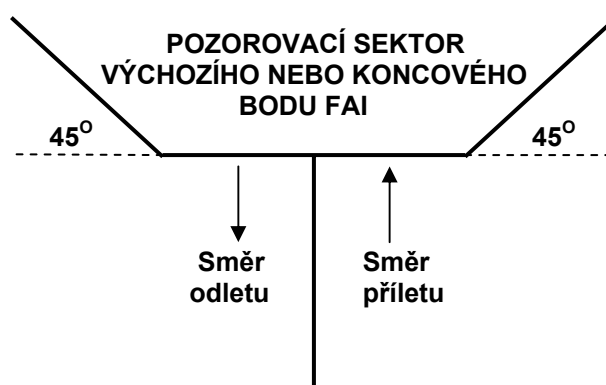 POZOROVACÍ SEKTOR
VÝCHOZÍHO NEBO KONCOVÉHO
BODU FAI
45O
45O
Směr
odletu
Směr
příletu